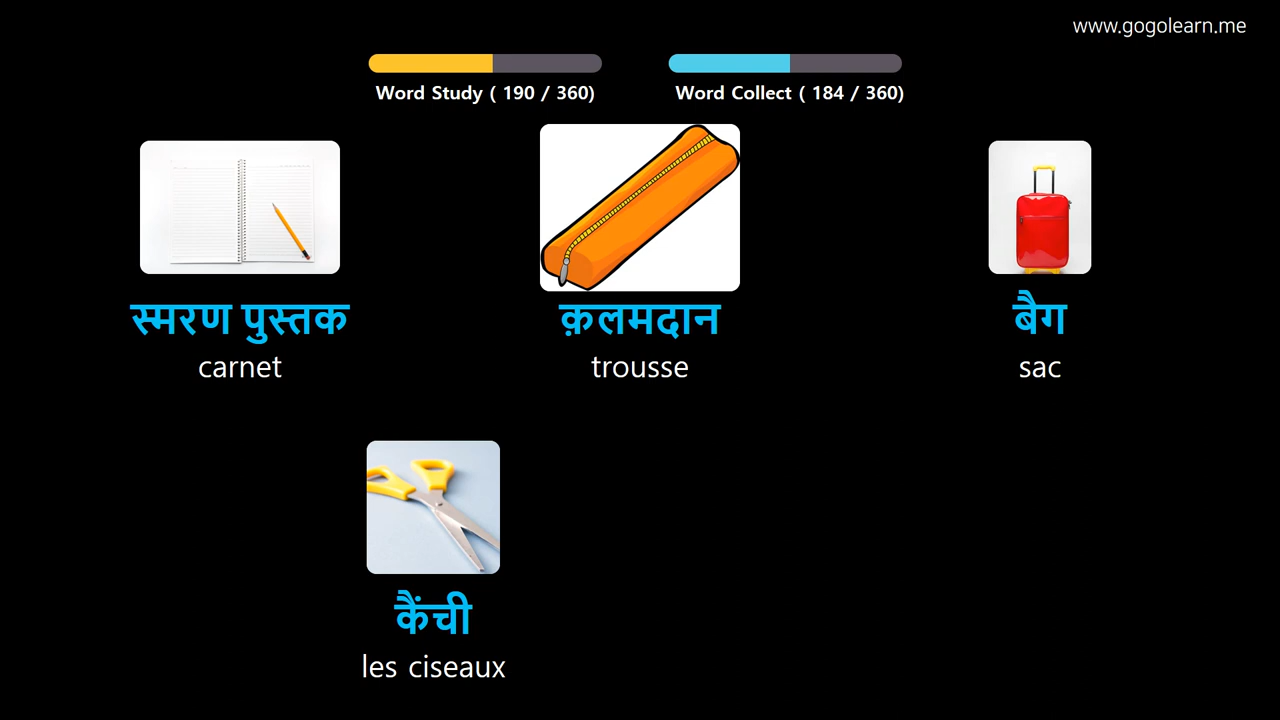 www.gogolearn.me
Word Study ( 190 / 360)
Word Collect ( 184 / 360)
स्मरण पुस्तक
carnet
क़लमदान
trousse
बैग
sac
कैंची
les ciseaux